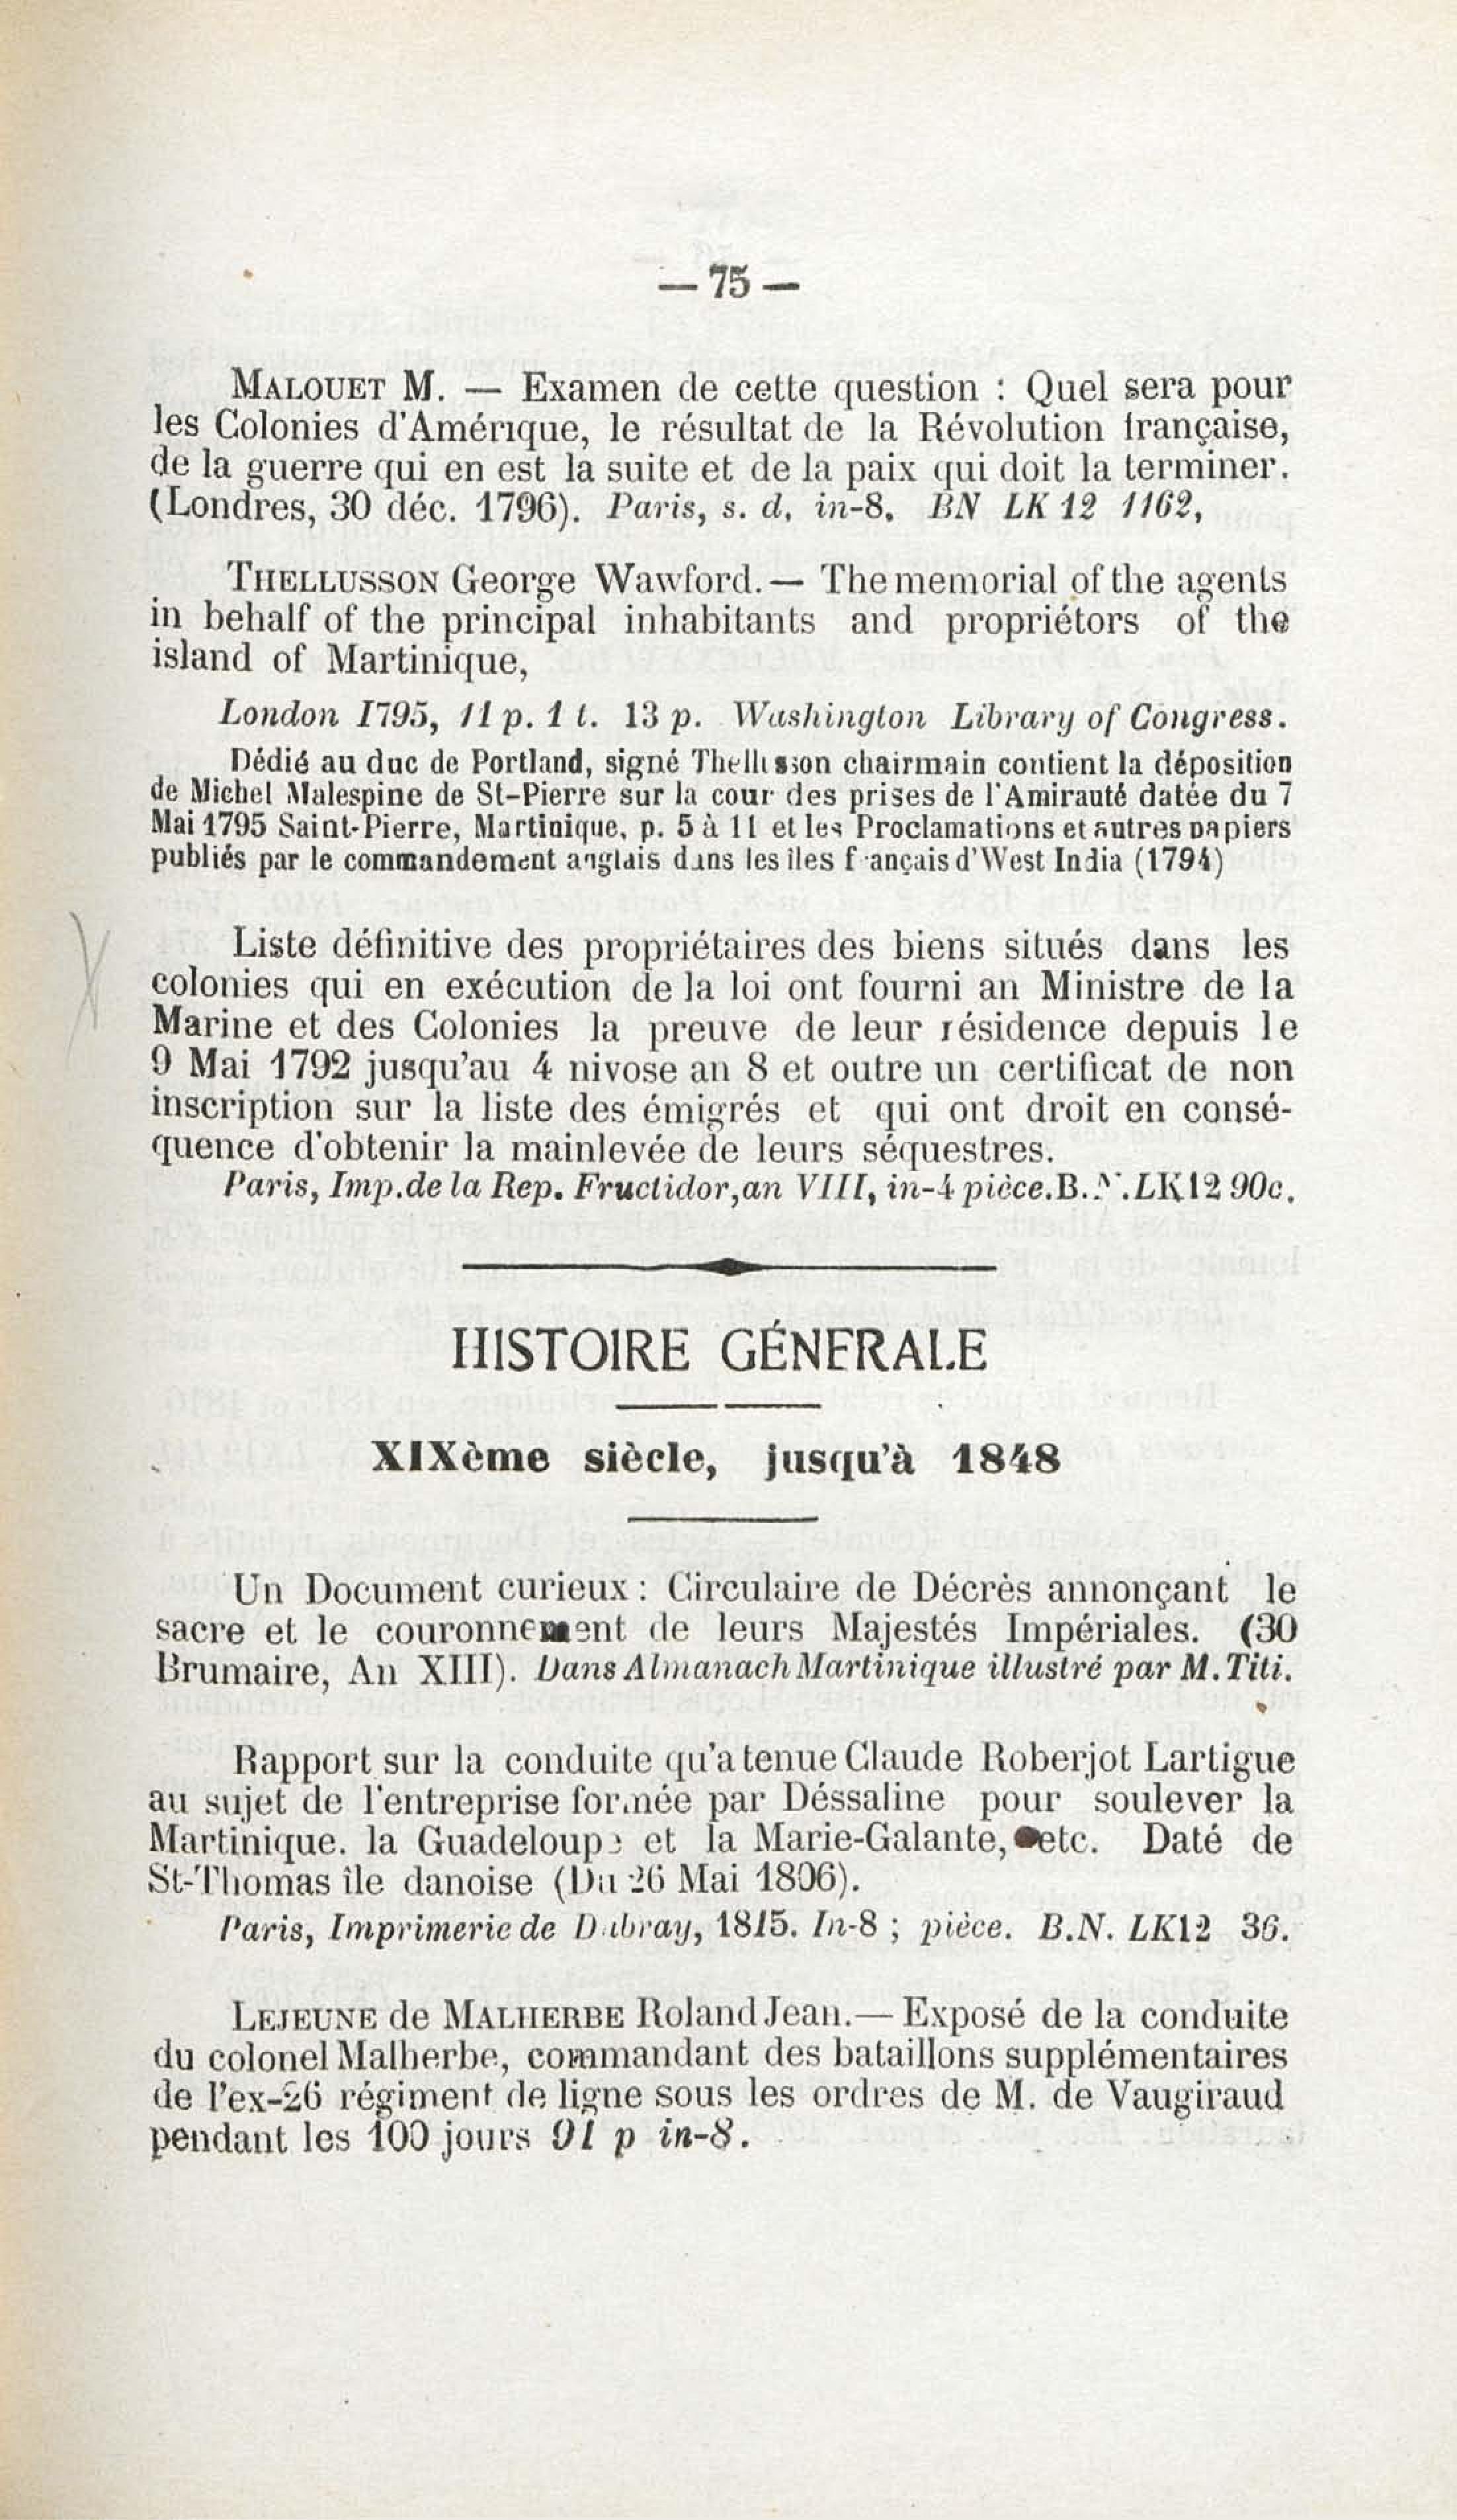 — 75 —
MALOUET M. — Examen de cette question : Quel sera pour
les Colonies d'Amérique, le résultat de la Révolution française,
de la guerre qui en est la suite et de la paix qui doit la terminer.
(Londres, 30 déc. 1796). Paris, s. d, in-8. BN LK 12 1162,
THELLUSSON George Wawford. — The memorial of the agents
in behalf of the principal inhabitants and propriétors of the
island of Martinique,
London 1795, 11 p. 1 t. 13 p. Washington Library of Congress.
Dédié au duc de Portland, signé Thellusson chairmain contient la déposition
de Michel Malespine de St-Pierre sur la cour des prises de l'Amirauté datée du 7
Mai 1795 Saint-Pierre, Martinique, p. 5 à 11 et les Proclamations et autres papiers
publiés par le commandement anglais dans les îles français d'West India (1794)
Liste définitive des propriétaires des biens situés dans les
colonies qui en exécution de la loi ont fourni an Ministre de la
Marine et des Colonies la preuve de leur résidence depuis le
9 Mai 1792 jusqu'au 4 nivose an 8 et outre un certificat de non
inscription sur la liste des émigrés et qui ont droit en consé-
quence d'obtenir la mainlevée de leurs séquestres.
Paris, Imp. de la Rep. Fructidor, an VIII, in-4 pièce. B. N. LK12 90c.
HISTOIRE GÉNERALE
XIXème siècle, jusqu'à 1848
Un Document curieux : Circulaire de Décrès annonçant le
sacre et le couronnement de leurs Majestés Impériales. (30
Brumaire, An XIII). Dans Almanach Martinique illustré par M. Titi.
Rapport sur la conduite qu'a tenue Claude Roberjot Lartigue
au sujet de l'entreprise formée par Déssaline pour soulever la
Martinique. la Guadeloupe et la Marie-Galante, etc. Daté de
St-Thomas île danoise (Du 26 Mai 1806).
Paris, Imprimerie de Dubray, 1815. In-8 ; pièce. B.N. LK12 36.
LEJEUNE de MALHERBE Roland Jean. — Exposé de la conduite
du colonel Malherbe, commandant des bataillons supplémentaires
de l'ex-26 régiment de ligne sous les ordres de M. de Vaugiraud
pendant les 100 jours 91 p in-8.